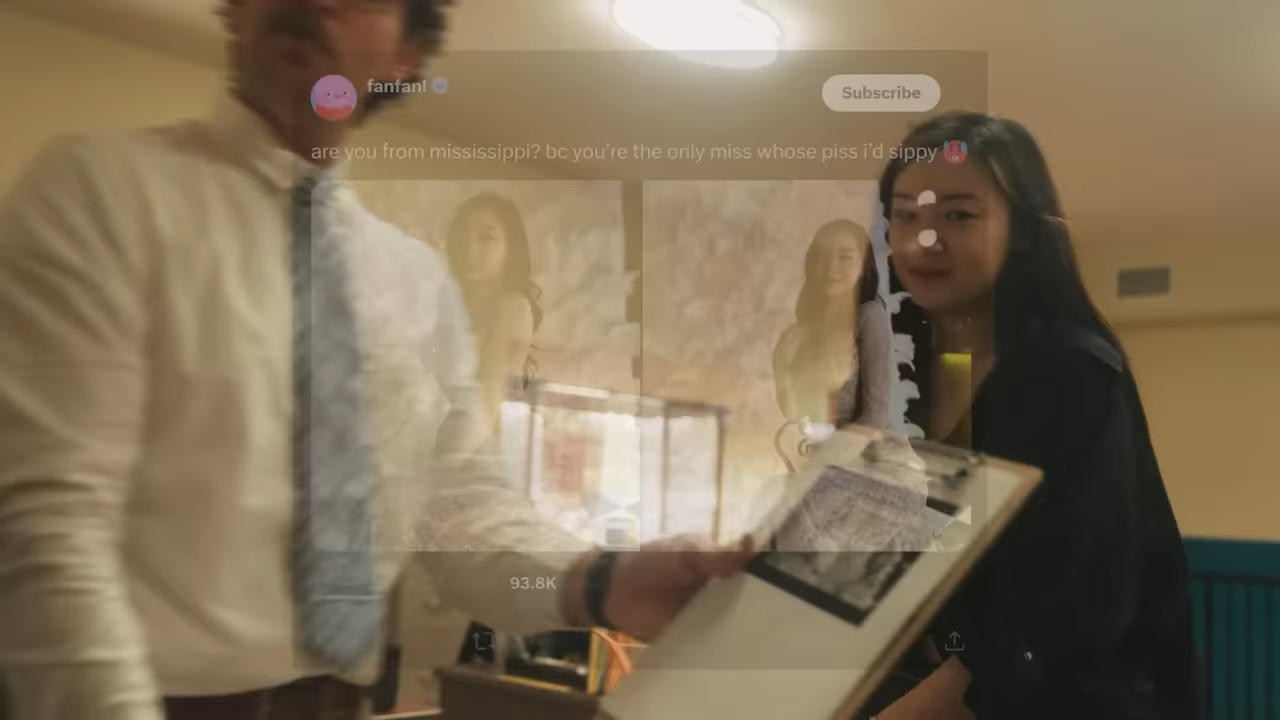 fanfan!
Subscribe
are you from mississippi? bc you're the only miss whose piss i'd sippy
93.8K